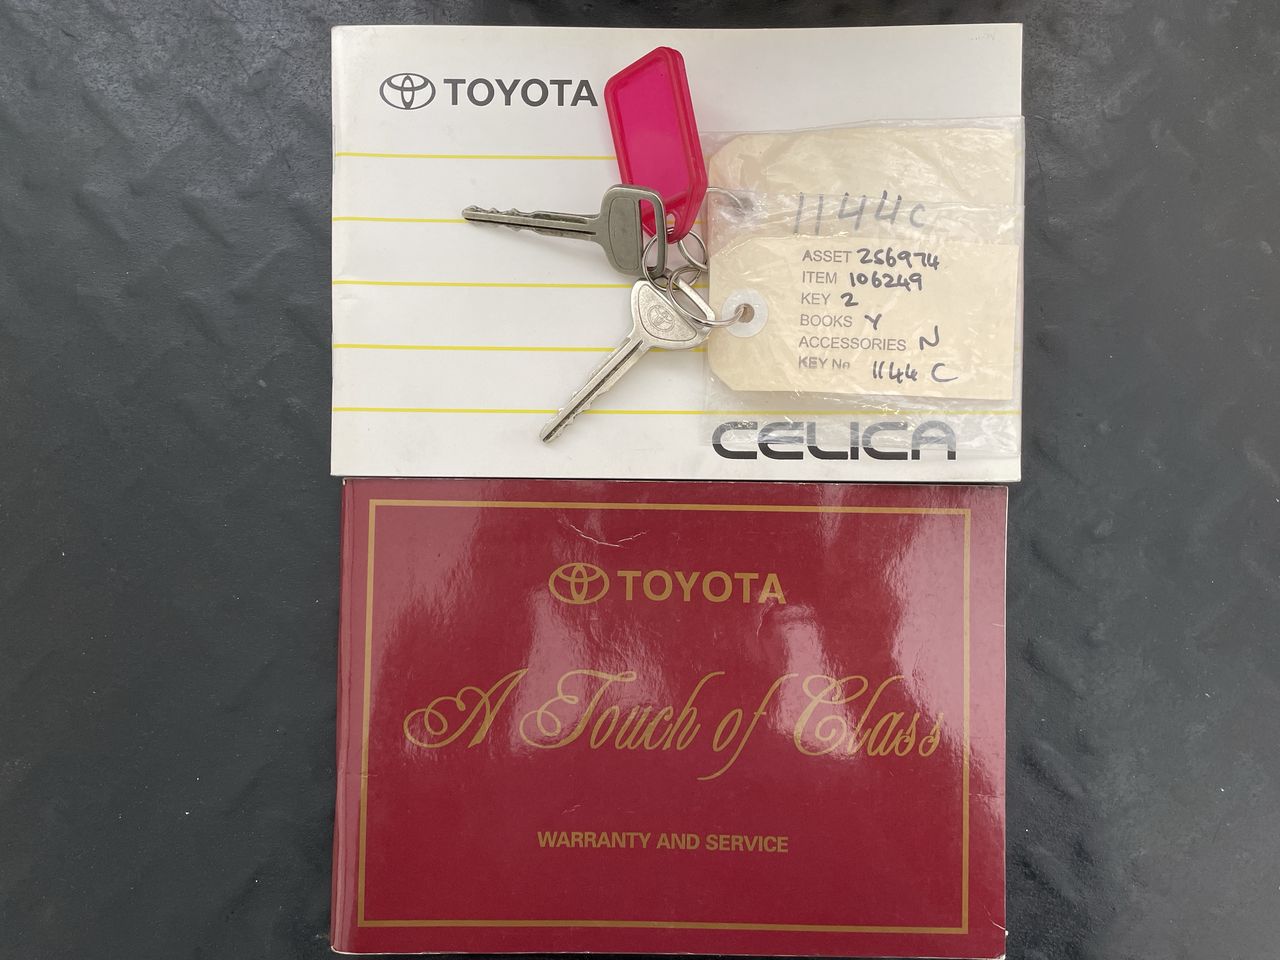 TOYOTA
1144C
ASSET 256974
ITEM 106249
KEY 2
BOOKS Y
ACCESSORIES N
KEY No 1144 C
CELICA
TOYOTA
A Touch of Class
WARRANTY AND SERVICE